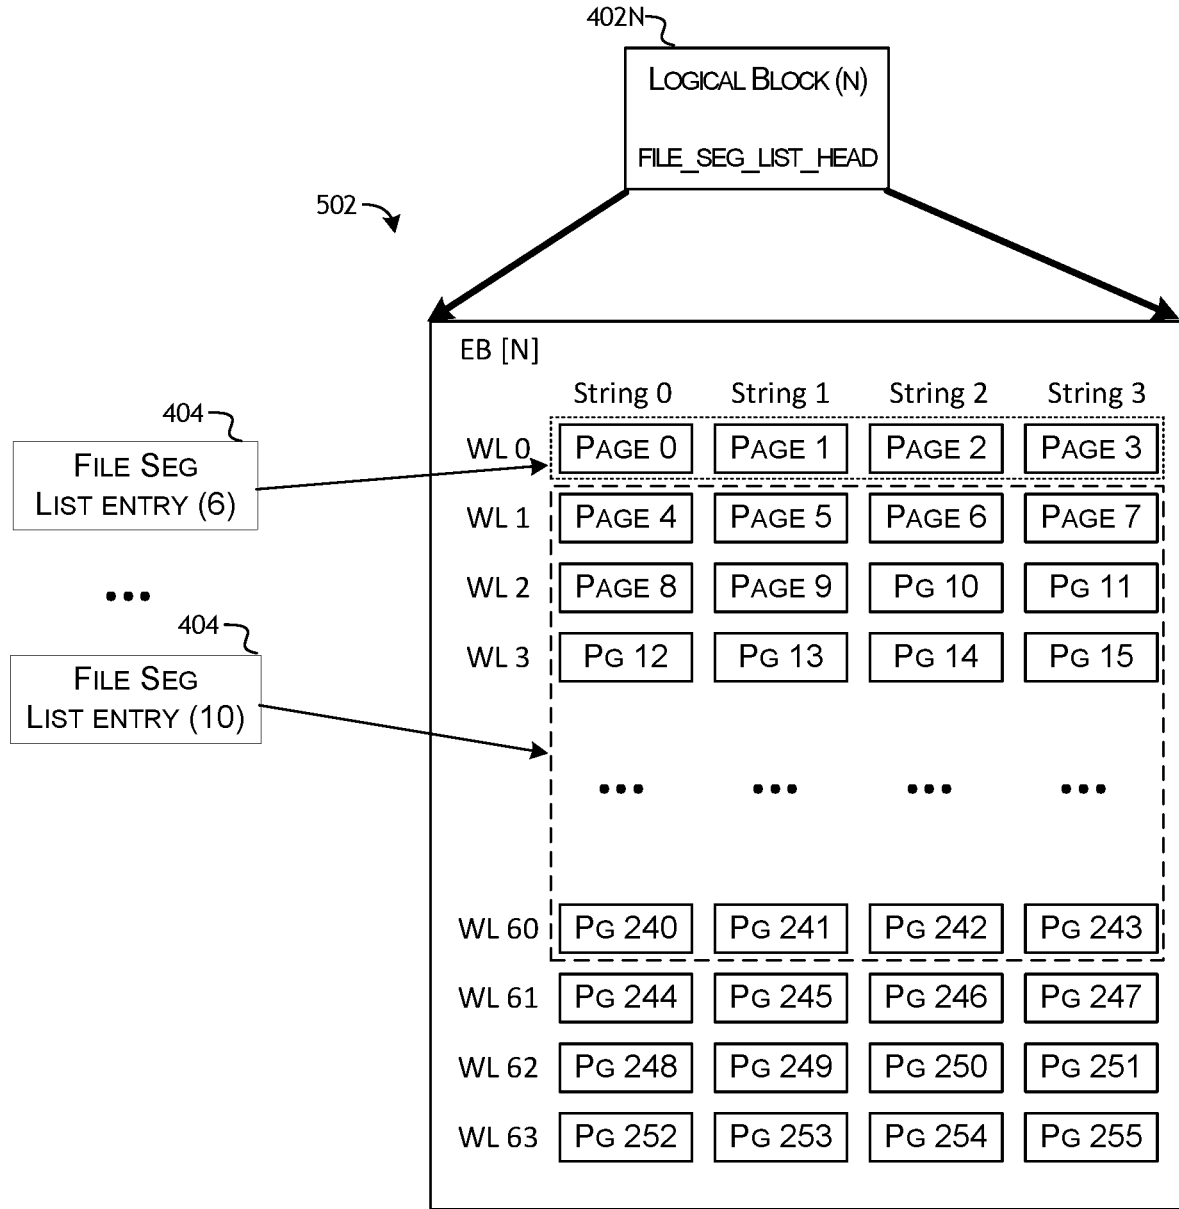 402N
LOGICAL BLOCK (N)
FILE_SEG_LIST_HEAD
502
EB [N]
String 0 String 1 String 2 String 3
404
FILE SEG
LIST ENTRY (6)
WL 0 PAGE 0 PAGE 1 PAGE 2 PAGE 3
WL 1 PAGE 4 PAGE 5 PAGE 6 PAGE 7
•••
WL 2 PAGE 8 PAGE 9 PG 10 PG 11
404
FILE SEG
LIST ENTRY (10)
WL 3 PG 12 PG 13 PG 14 PG 15
••• ••• ••• •••
WL 60 PG 240 PG 241 PG 242 PG 243
WL 61 PG 244 PG 245 PG 246 PG 247
WL 62 PG 248 PG 249 PG 250 PG 251
WL 63 PG 252 PG 253 PG 254 PG 255